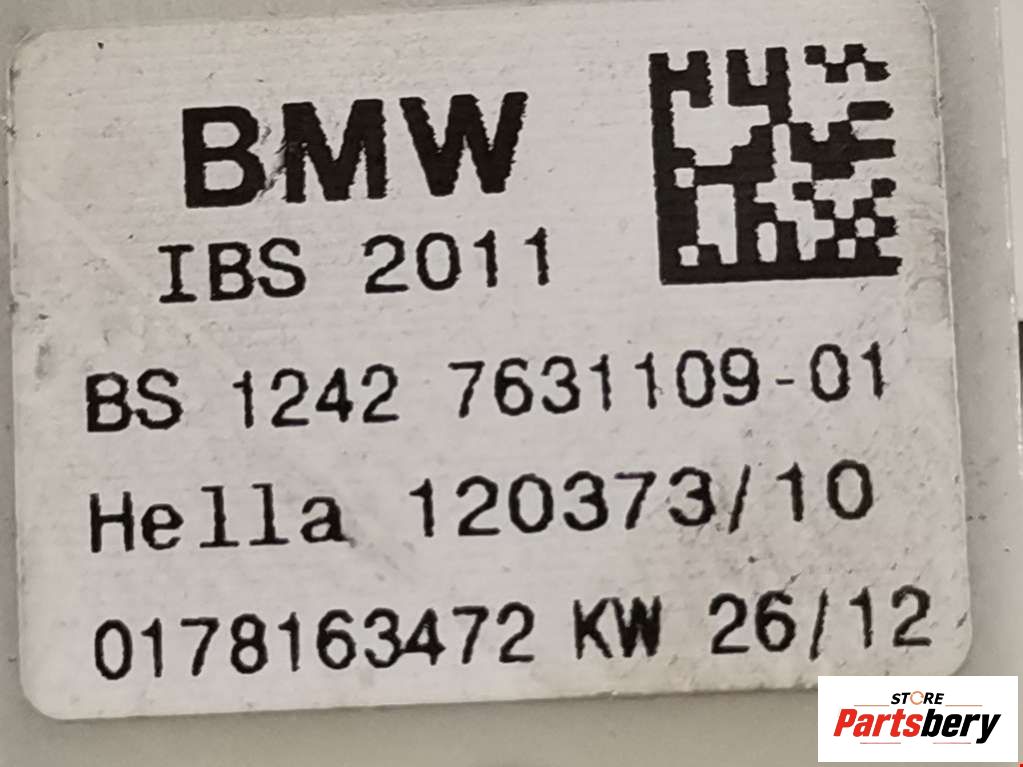 BMW
IBS 2011
BS 1242 7631109-01
Hella 120373/10
0178163472 KW 26/12
STORE
Partsbery